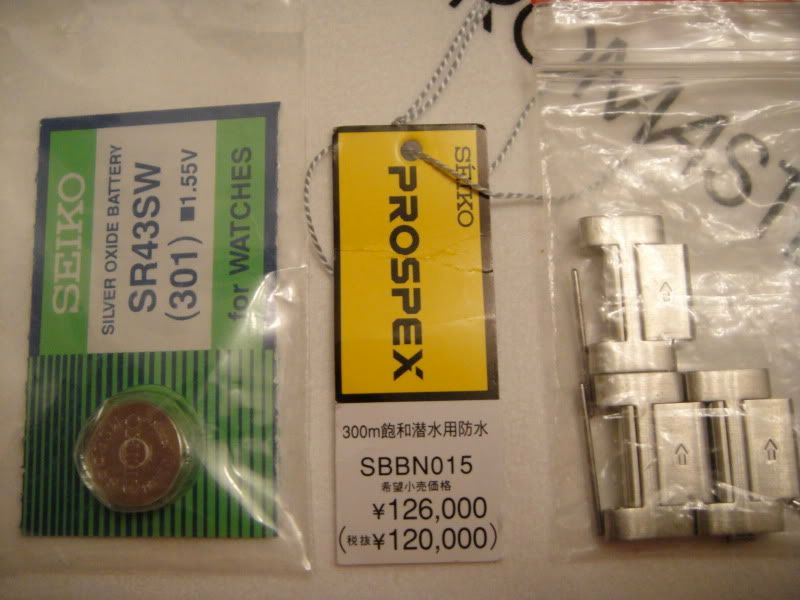 SEIKO
SILVER OXIDE BATTERY
SR43SW
(301) ■1.55V
for WATCHES
SEIKO
PROSPEX
300m飽和潜水用防水
SBBN015
希望小売価格
¥126,000
(税抜¥120,000)